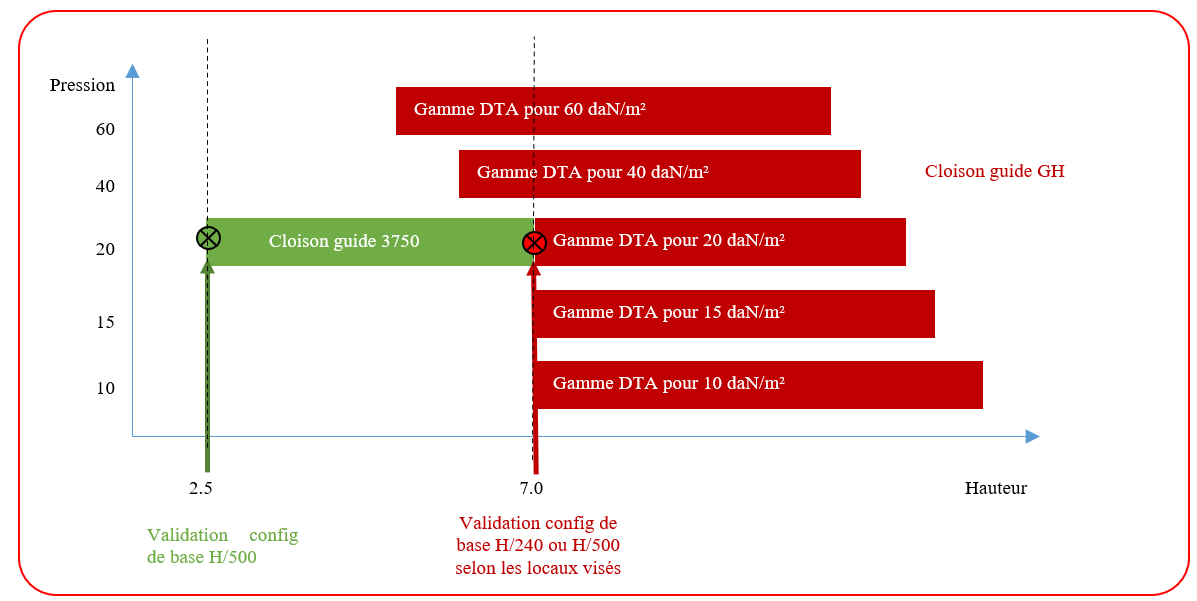 Pression
60
Gamme DTA pour 60 daN/m²
40
Gamme DTA pour 40 daN/m²
Cloison guide GH
20
Cloison guide 3750
Gamme DTA pour 20 daN/m²
15
Gamme DTA pour 15 daN/m²
10
Gamme DTA pour 10 daN/m²
2.5
7.0
Hauteur
Validation config
de base H/500
Validation config de
base H/240 ou H/500
selon les locaux visés